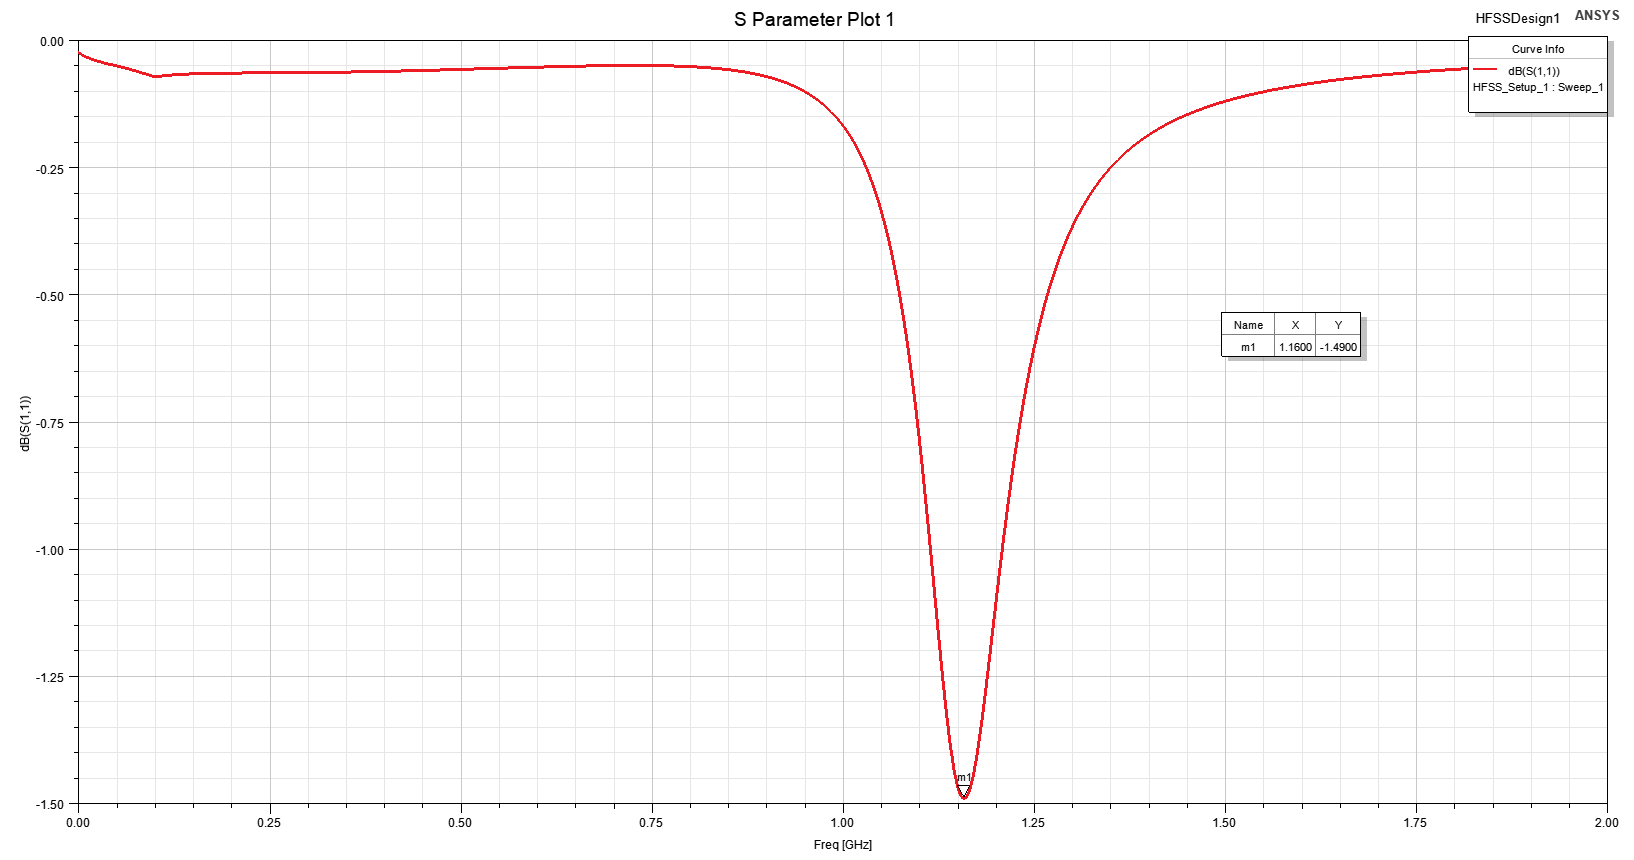 S Parameter Plot 1
HFSSDesign1
ANSYS
Curve Info
dB(S(1,1))
HFSS_Setup_1 : Sweep_1
0.00
-0.25
-0.50
-0.75
-1.00
-1.25
-1.50
dB(S(1,1))
Name X Y
m1 1.1600 -1.4900
m1
0.00 0.25 0.50 0.75 1.00 1.25 1.50 1.75 2.00
Freq [GHz]